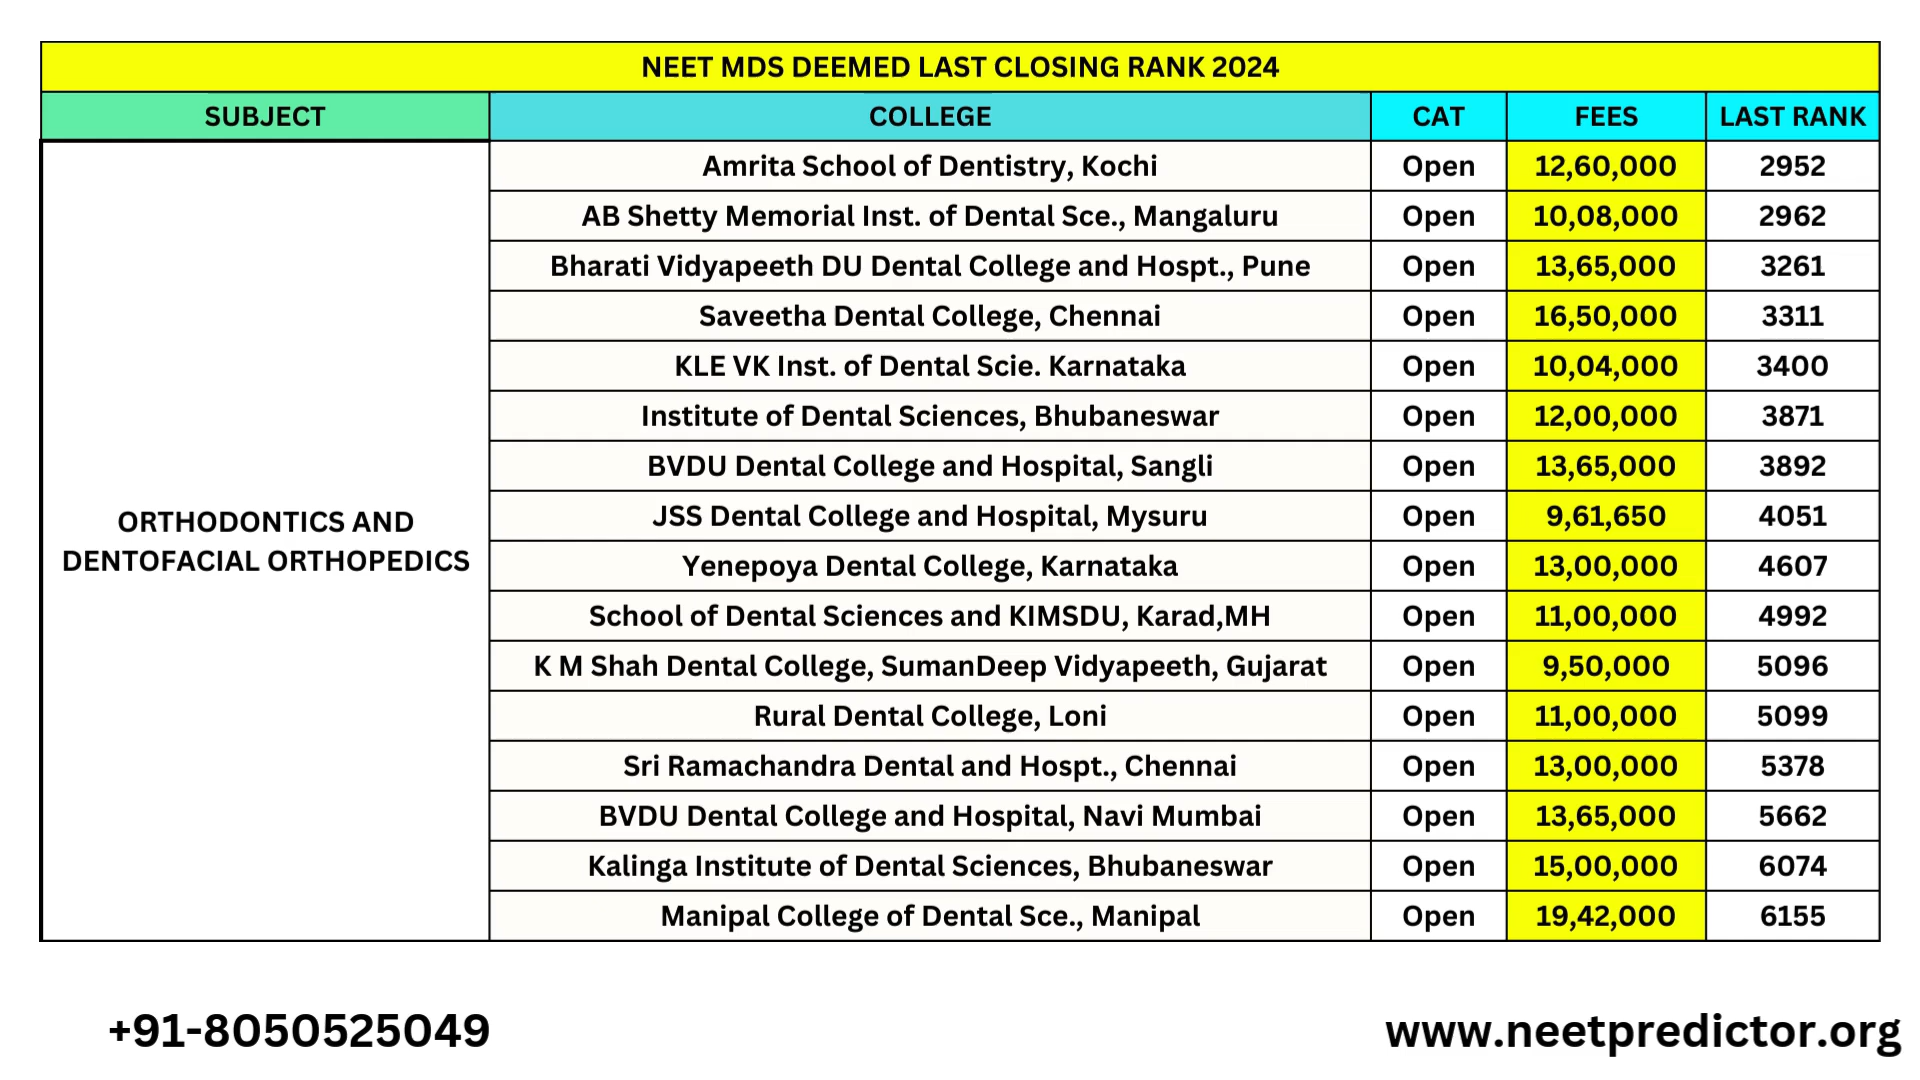 NEET MDS DEEMED LAST CLOSING RANK 2024
SUBJECT COLLEGE CAT FEES LAST RANK
ORTHODONTICS AND
DENTOFACIAL ORTHOPEDICS
Amrita School of Dentistry, Kochi Open 12,60,000 2952
AB Shetty Memorial Inst. of Dental Sce., Mangaluru Open 10,08,000 2962
Bharati Vidyapeeth DU Dental College and Hospt., Pune Open 13,65,000 3261
Saveetha Dental College, Chennai Open 16,50,000 3311
KLE VK Inst. of Dental Scie. Karnataka Open 10,04,000 3400
Institute of Dental Sciences, Bhubaneswar Open 12,00,000 3871
BVDU Dental College and Hospital, Sangli Open 13,65,000 3892
JSS Dental College and Hospital, Mysuru Open 9,61,650 4051
Yenepoya Dental College, Karnataka Open 13,00,000 4607
School of Dental Sciences and KIMSDU, Karad,MH Open 11,00,000 4992
K M Shah Dental College, SumanDeep Vidyapeeth, Gujarat Open 9,50,000 5096
Rural Dental College, Loni Open 11,00,000 5099
Sri Ramachandra Dental and Hospt., Chennai Open 13,00,000 5378
BVDU Dental College and Hospital, Navi Mumbai Open 13,65,000 5662
Kalinga Institute of Dental Sciences, Bhubaneswar Open 15,00,000 6074
Manipal College of Dental Sce., Manipal Open 19,42,000 6155
+91-8050525049
www.neetpredictor.org